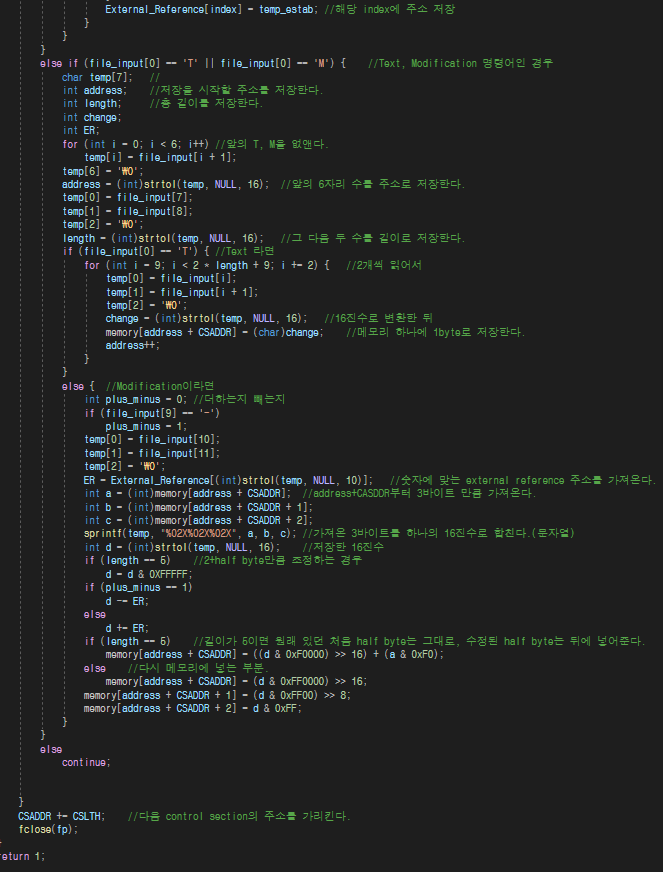 External_Reference[index] = temp_estab; //해당 index에 주소 저장
}
}
}
else if (file_input[0] == 'T' || file_input[0] == 'M') {    //Text, Modification 명령어인 경우
char temp[7];   //
int address;    //저장을 시작할 주소를 저장한다.
int length;     //총 길이를 저장한다.
int change;
int ER;
for (int i = 0; i < 6; i++) //앞의 T, M을 없앤다.
temp[i] = file_input[i + 1];
temp[6] = '₩0';
address = (int)strtol(temp, NULL, 16);  //앞의 6자리 수를 주소로 저장한다.
temp[0] = file_input[7];
temp[1] = file_input[8];
temp[2] = '₩0';
length = (int)strtol(temp, NULL, 16);   //그 다음 두 수를 길이로 저장한다.
if (file_input[0] == 'T') { //Text 라면
for (int i = 9; i < 2 * length + 9; i += 2) {   //2개씩 읽어서
temp[0] = file_input[i];
temp[1] = file_input[i + 1];
temp[2] = '₩0';
change = (int)strtol(temp, NULL, 16);   //16진수로 변환한 뒤
memory[address + CSADDR] = (char)change;    //메모리 하나에 1byte로 저장한다.
address++;
}
}
else {  //Modification이라면
int plus_minus = 0; //더하는지 빼는지
if (file_input[9] == '-')
plus_minus = 1;
temp[0] = file_input[10];
temp[1] = file_input[11];
temp[2] = '₩0';
ER = External_Reference[(int)strtol(temp, NULL, 10)];   //숫자에 맞는 external reference 주소를 가져온다.
int a = (int)memory[address + CSADDR];  //address+CASDDR부터 3바이트 만큼 가져온다.
int b = (int)memory[address + CSADDR + 1];
int c = (int)memory[address + CSADDR + 2];
sprintf(temp, "%02X%02X%02X", a, b, c); //가져온 3바이트를 하나의 16진수로 합친다.(문자열)
int d = (int)strtol(temp, NULL, 16);    //저장한 16진수
if (length == 5)    //2+half byte만큼 조정하는 경우
d = d & 0XFFFFF;
if (plus_minus == 1)
d -= ER;
else
d += ER;
if (length == 5)    //길이가 5이면 원래 있던 처음 half byte는 그대로, 수정된 half byte는 뒤에 넣어준다.
memory[address + CSADDR] = ((d & 0xF0000) >> 16) + (a & 0xF0);
else    //다시 메모리에 넣는 부분.
memory[address + CSADDR] = (d & 0xFF0000) >> 16;
memory[address + CSADDR + 1] = (d & 0xFF00) >> 8;
memory[address + CSADDR + 2] = d & 0xFF;
}
}
else
continue;
}
CSADDR += CSLTH;    //다음 control section의 주소를 가리킨다.
fclose(fp);
}
return 1;